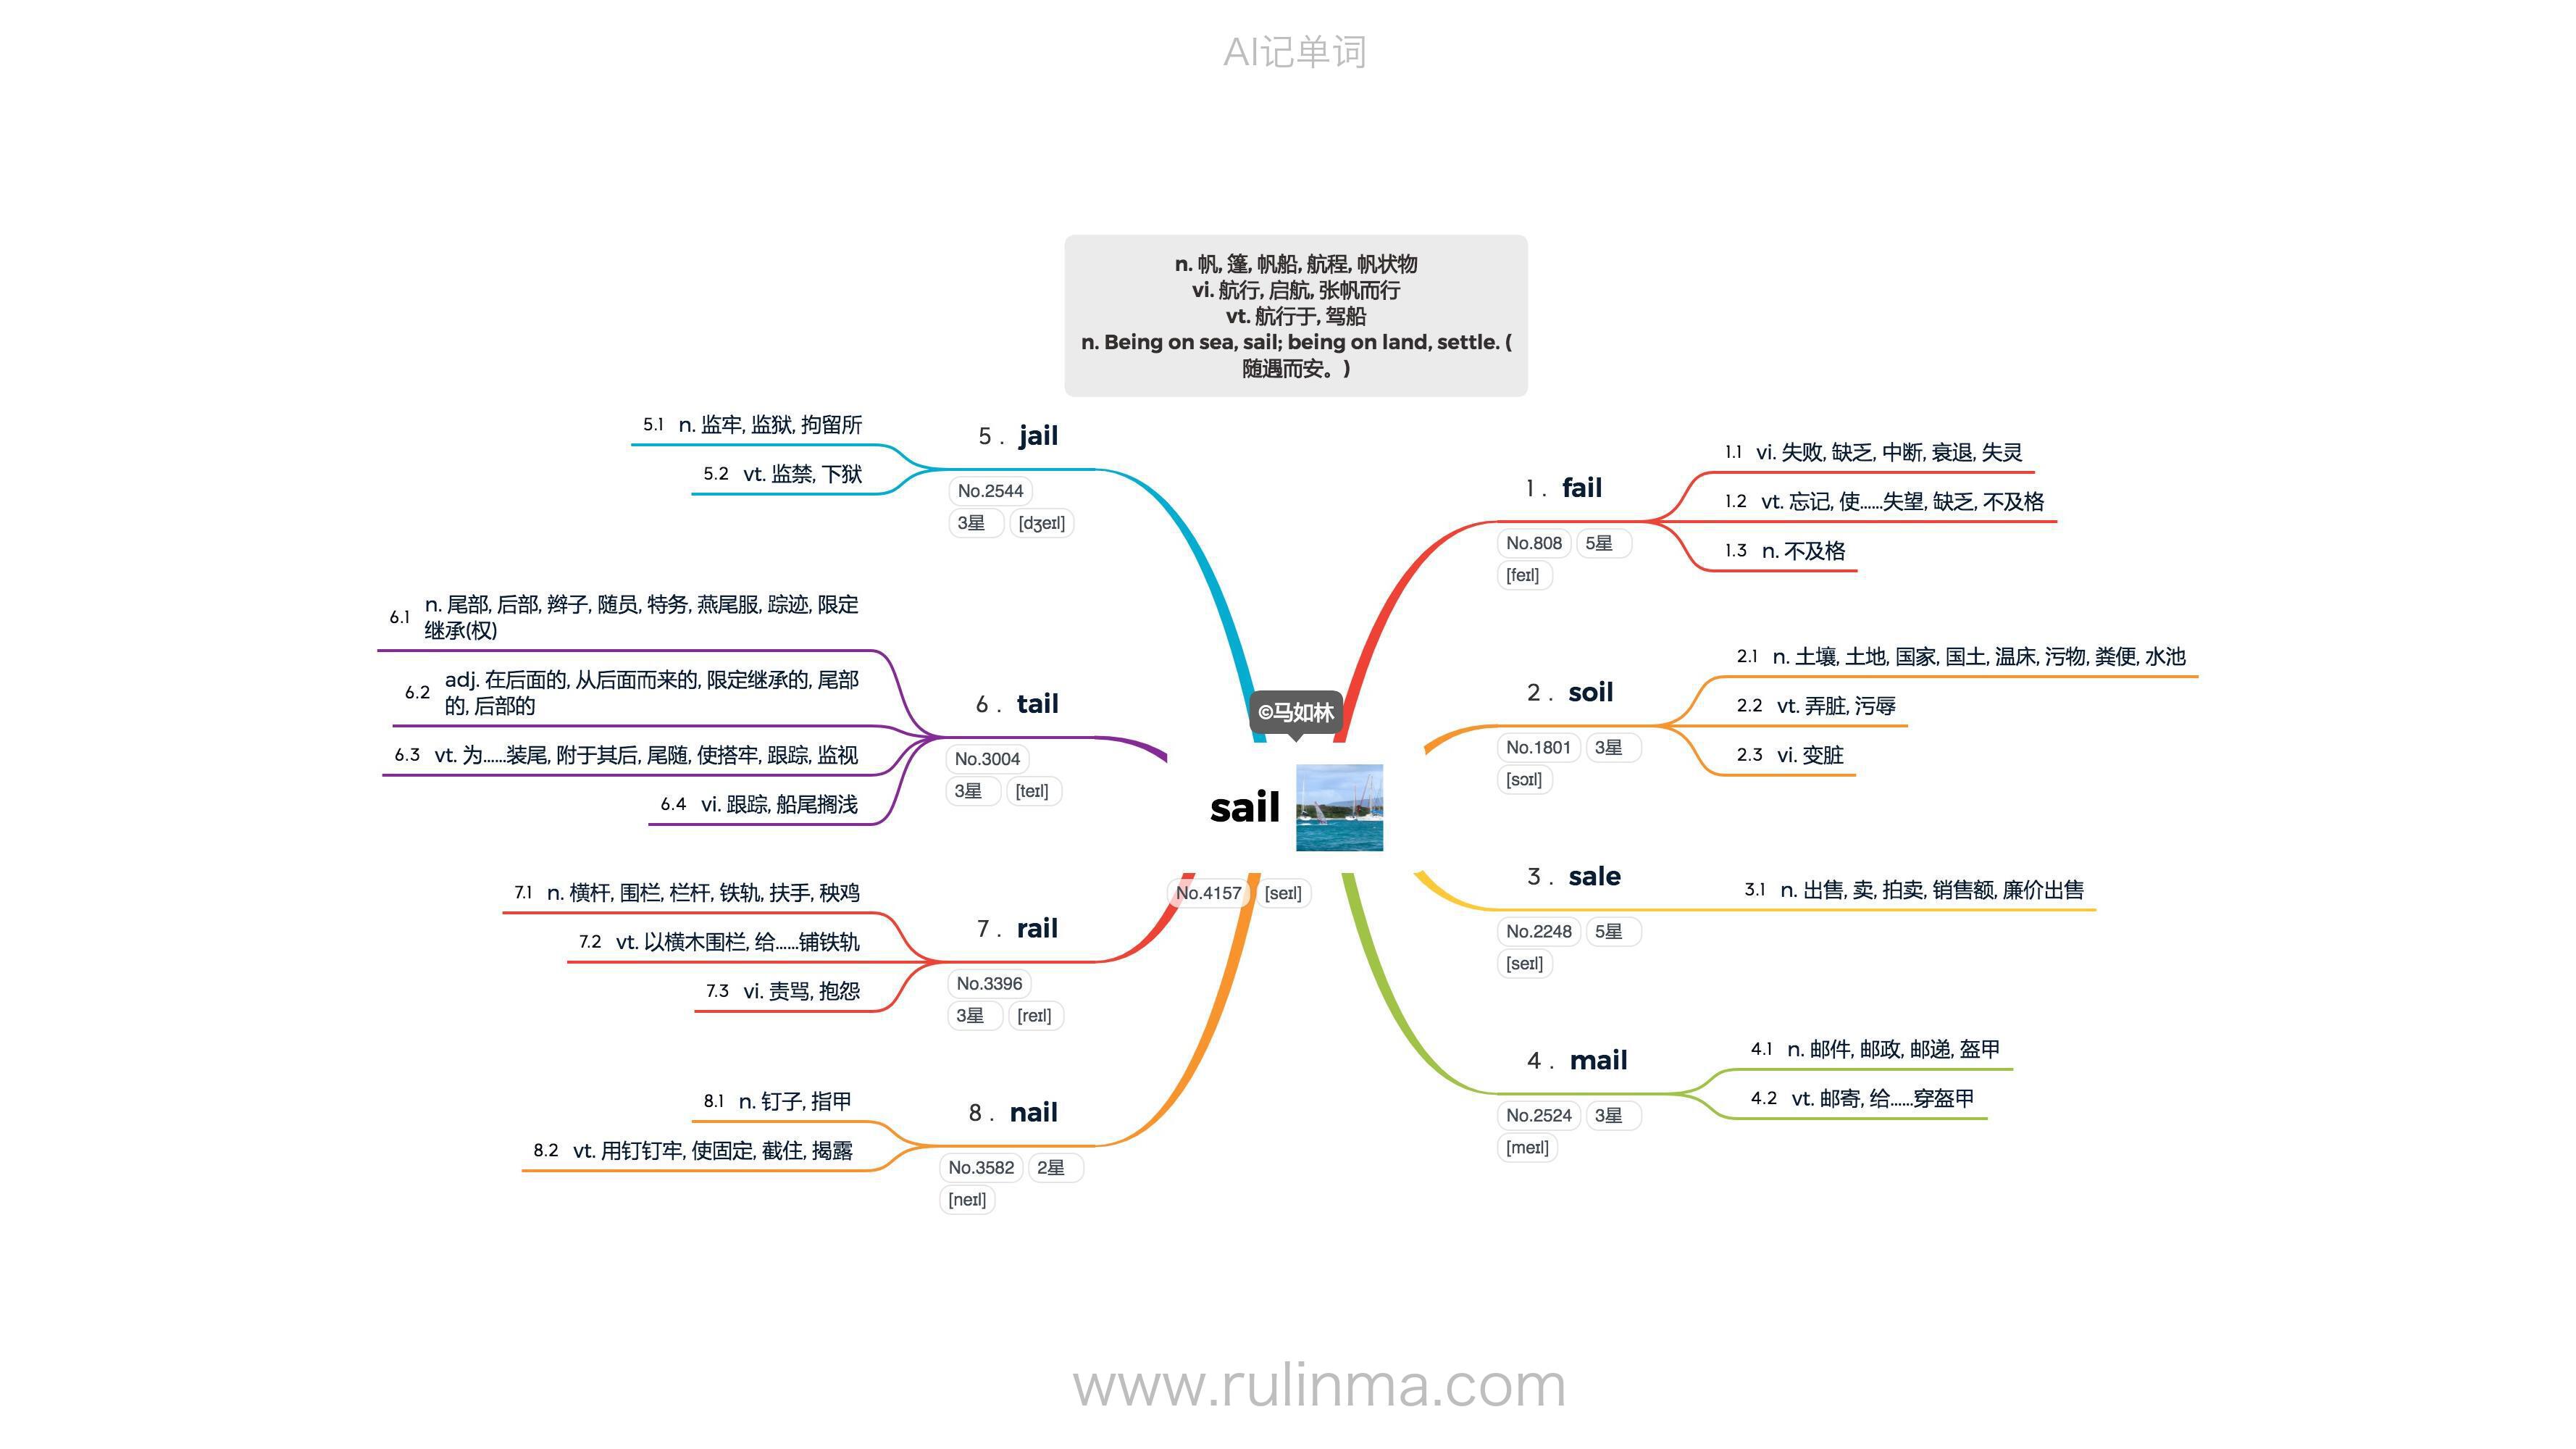 AI记单词
n. 帆, 篷, 帆船, 航程, 帆状物
vi. 航行, 启航, 张帆而行
vt. 航行于, 驾船
n. Being on sea, sail; being on land, settle. (
随遇而安。)
©马如林
sail
No.4157 [seɪl]
1 . fail
No.808 5星
[feɪl]
1.1 vi. 失败, 缺乏, 中断, 衰退, 失灵
1.2 vt. 忘记, 使......失望, 缺乏, 不及格
1.3 n. 不及格
2 . soil
No.1801 3星
[sɔɪl]
2.1 n. 土壤, 土地, 国家, 国土, 温床, 污物, 粪便, 水池
2.2 vt. 弄脏, 污辱
2.3 vi. 变脏
3 . sale
No.2248 5星
[seɪl]
3.1 n. 出售, 卖, 拍卖, 销售额, 廉价出售
4 . mail
No.2524 3星
[meɪl]
4.1 n. 邮件, 邮政, 邮递, 盔甲
4.2 vt. 邮寄, 给......穿盔甲
5 . jail
No.2544
3星 [dʒeɪl]
5.1 n. 监牢, 监狱, 拘留所
5.2 vt. 监禁, 下狱
6 . tail
No.3004
3星 [teɪl]
6.1 n. 尾部, 后部, 辫子, 随员, 特务, 燕尾服, 踪迹, 限定
继承(权)
6.2 adj. 在后面的, 从后面而来的, 限定继承的, 尾部
的, 后部的
6.3 vt. 为......装尾, 附于其后, 尾随, 使搭牢, 跟踪, 监视
6.4 vi. 跟踪, 船尾搁浅
7 . rail
No.3396
3星 [reɪl]
7.1 n. 横杆, 围栏, 栏杆, 铁轨, 扶手, 秧鸡
7.2 vt. 以横木围栏, 给......铺铁轨
7.3 vi. 责骂, 抱怨
8 . nail
No.3582 2星
[neɪl]
8.1 n. 钉子, 指甲
8.2 vt. 用钉钉牢, 使固定, 截住, 揭露
www.rulinma.com